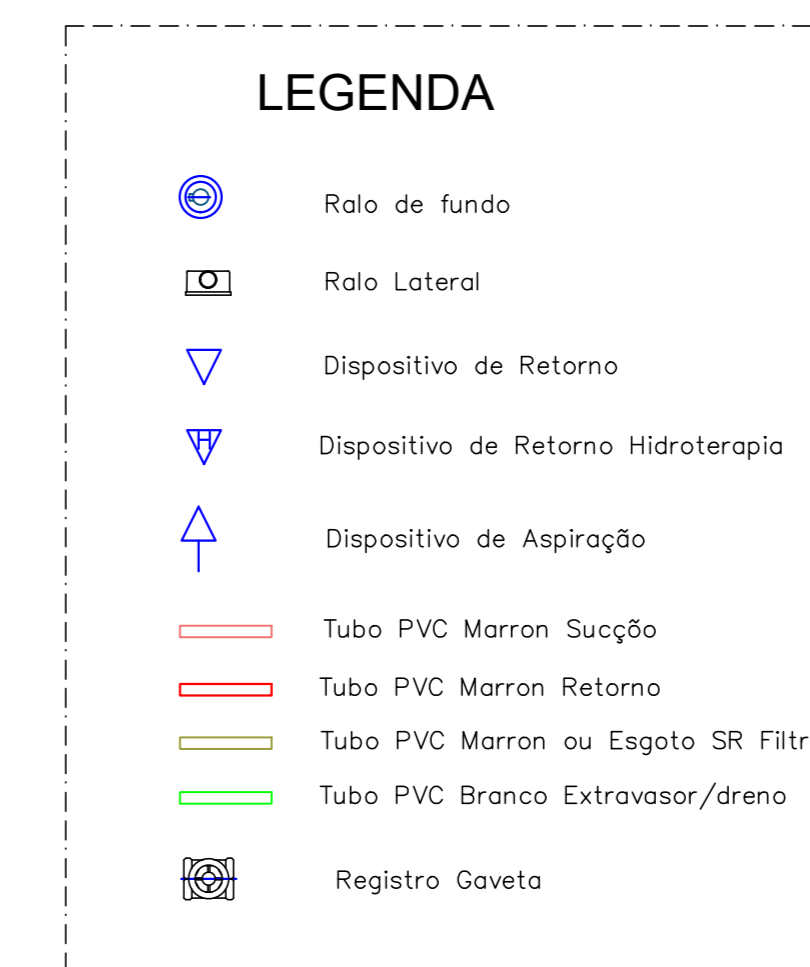 LEGENDA
Ralo de fundo
Ralo Lateral
Dispositivo de Retorno
H
Dispositivo de Retorno Hidroterapia
Dispositivo de Aspiração
Tubo PVC Marron Sucçõo
Tubo PVC Marron Retorno
Tubo PVC Marron ou Esgoto SR Filtr
Tubo PVC Branco Extravasor/dreno
Registro Gaveta